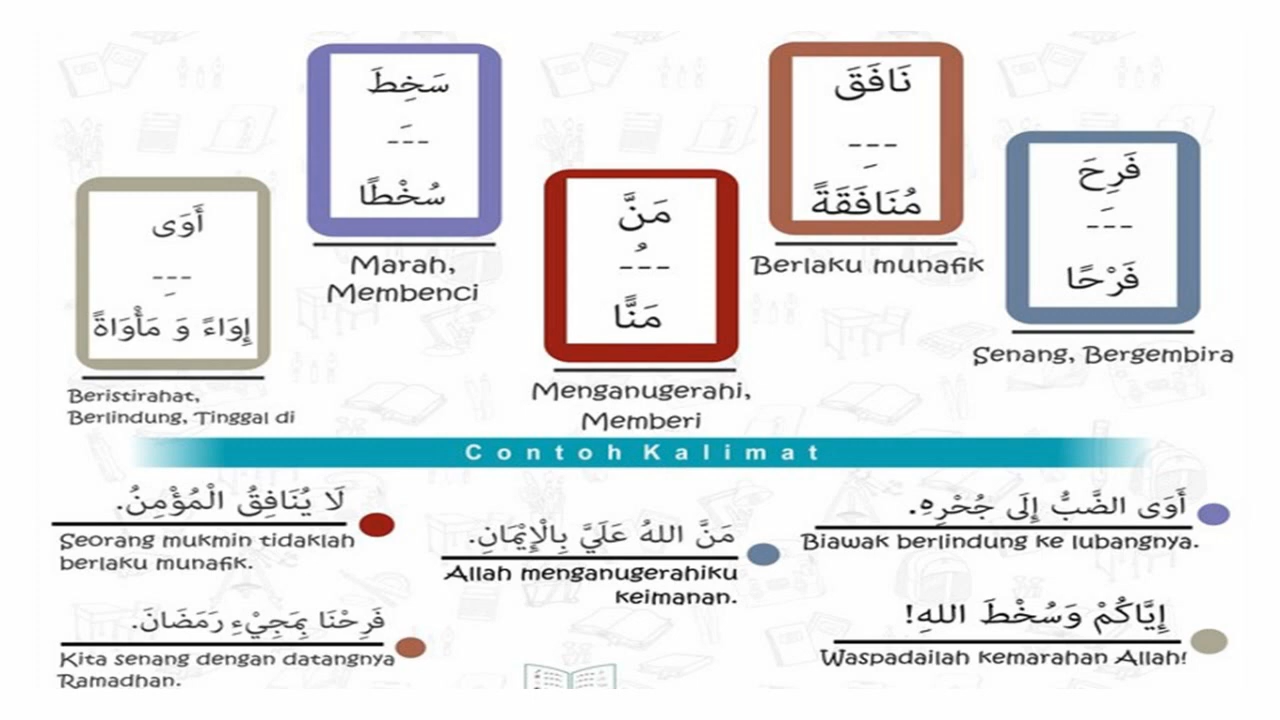 أَوَى
---ِ
إِوَاءً وَ مَأْوَاةً
Beristirahat,
Berlindung, Tinggal di
سَخِطَ
---َ
سُخْطًا
Marah,
Membenci
مَنَّ
---ُ
مَنًّا
Menganugerahi,
Memberi
نَافَقَ
---ِ
مُنَافَقَةً
Berlaku munafik
فَرِحَ
---َ
فَرْحًا
Senang, Bergembira
Contoh Kalimat
لَا يُنَافِقُ الْمُؤْمِنُ.
Seorang mukmin tidaklah
berlaku munafik.
فَرِحْنَا بِمَجِيْءِ رَمَضَانَ.
Kita senang dengan datangnya
Ramadhan.
مَنَّ اللهُ عَلَيَّ بِالْإِيْمَانِ.
Allah menganugerahiku
keimanan.
أَوَى الضَّبُّ إِلَى جُحْرِهِ.
Biawak berlindung ke lubangnya.
إِيَّاكُمْ وَسُخْطَ اللهِ!
Waspadailah kemarahan Allah!